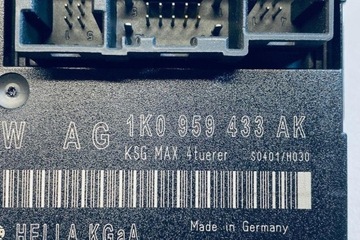 W AG 1K0 959 433 AK
KSG MAX 4tuerer S0401/H030
HELLA KGaA Made in Germany